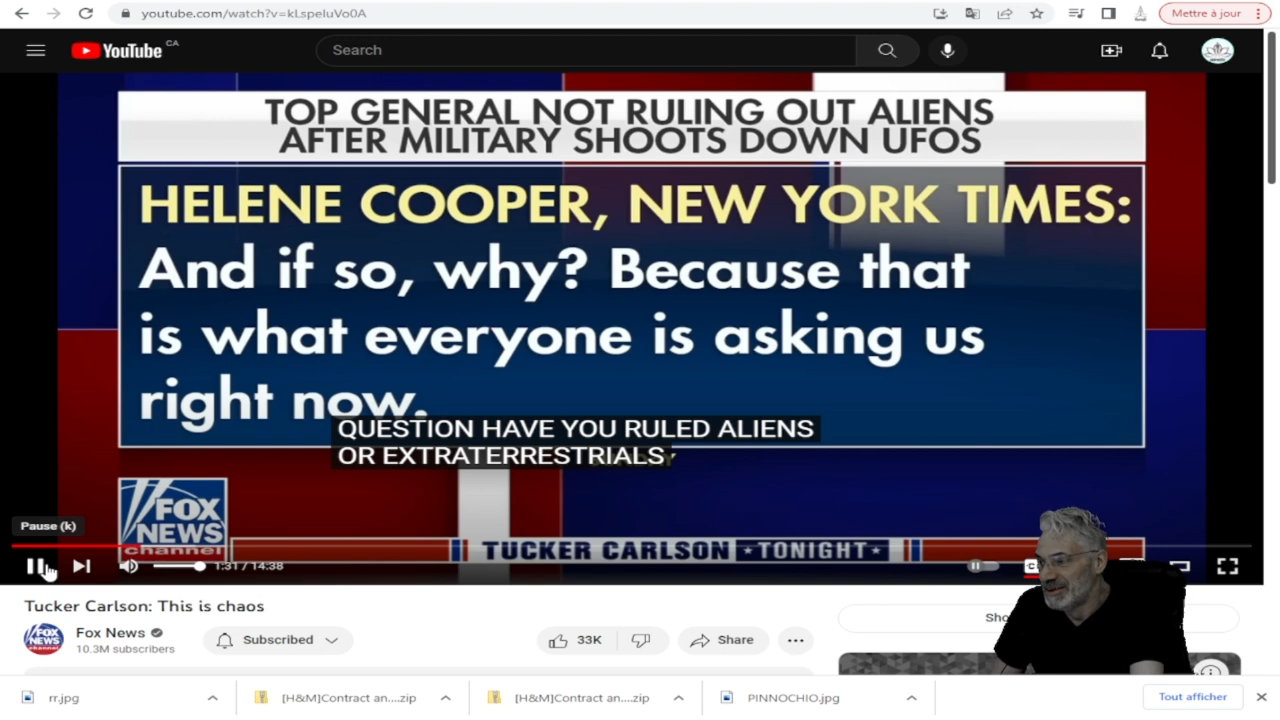 youtube.com/watch?v=kLspeIuVo0A
Mettre à jour
YouTube CA
Search
TOP GENERAL NOT RULING OUT ALIENS
AFTER MILITARY SHOOTS DOWN UFOS
HELENE COOPER, NEW YORK TIMES:
And if so, why? Because that
is what everyone is asking us
right now.
QUESTION HAVE YOU RULED ALIENS
OR EXTRATERRESTRIALS
FOX
NEWS
channel
Pause (k)
TUCKER CARLSON TONIGHT
1:31 / 14:38
Tucker Carlson: This is chaos
Fox News
10.3M subscribers
Subscribed
33K
Share
rr.jpg
[H&M]Contract an....zip
[H&M]Contract an....zip
PINNOCHIO.jpg
Tout afficher